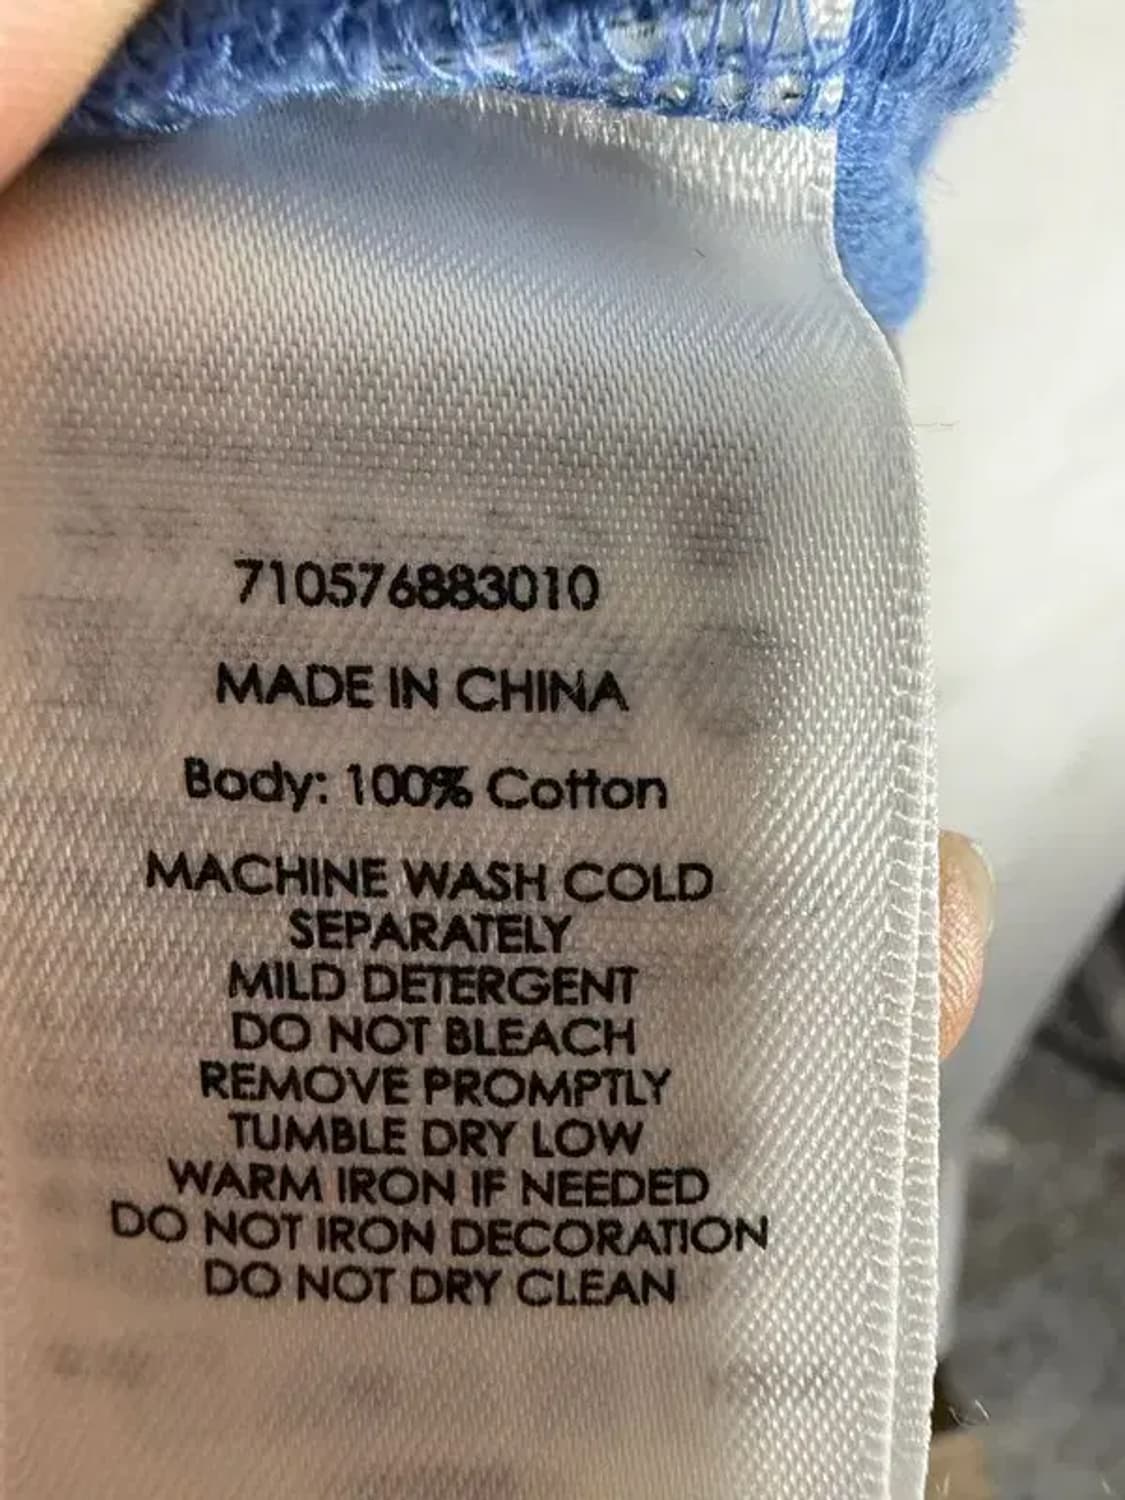 710576883010
MADE IN CHINA
Body: 100% Cotton
MACHINE WASH COLD
SEPARATELY
MILD DETERGENT
DO NOT BLEACH
REMOVE PROMPTLY
TUMBLE DRY LOW
WARM IRON IF NEEDED
DO NOT IRON DECORATION
DO NOT DRY CLEAN